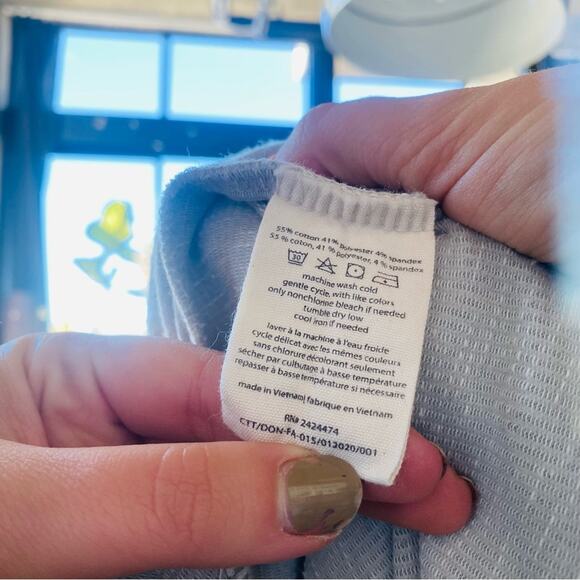 55% cotton 41% polyester 4% spandex
55% coton, 41% Polyester, 4% spandex
30
machine wash cold
gentle cycle, with like colors
only nonchlorine bleach if needed
tumble dry low
cool iron if needed
laver à la machine à l'eau froide
cycle délicat avec les mêmes couleurs
sans chlorure décolorant seulement
sécher par culbutage à basse température
repasser à basse température si nécessaire
made in Vietnam| fabrique en Vietnam
RN# 2424474
CTT/DON-FA-015/012020/001